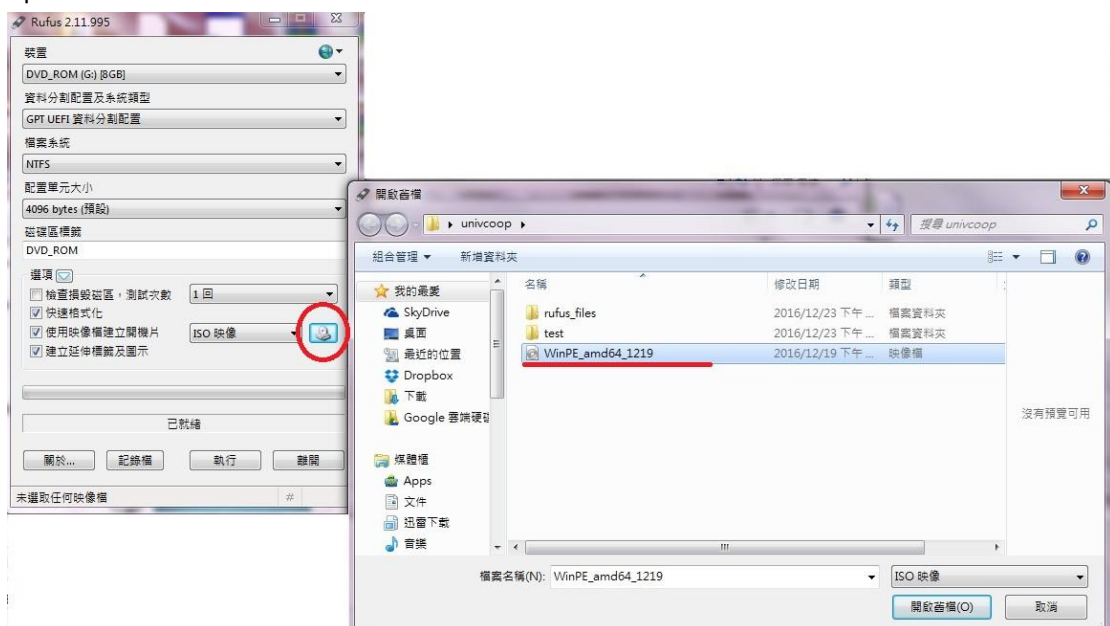 Rufus 2.11.995
裝置
DVD_ROM (G:) [8GB]
資料分割配置及系統類型
GPT UEFI 資料分割配置
檔案系統
NTFS
配置單元大小
4096 bytes (預設)
磁碟區標籤
DVD_ROM
選項
檢查損毀磁區，測試次數
1 回
快速格式化
使用映像檔建立開機片
ISO 映像
建立延伸標籤及圖示
已就緒
關於...
記錄檔
執行
離開
未選取任何映像檔
#
開啟舊檔
univcoop
搜尋 univcoop
組合管理
新增資料夾
我的最愛
SkyDrive
桌面
最近的位置
Dropbox
下載
Google 雲端硬碟
媒體櫃
Apps
文件
迅雷下載
音樂
名稱
修改日期
類型
rufus_files
2016/12/23 下午...
檔案資料夾
test
2016/12/23 下午...
檔案資料夾
WinPE_amd64_1219
2016/12/19 下午...
映像檔
沒有預覽可用
檔案名稱(N):
WinPE_amd64_1219
ISO 映像
開啟舊檔(O)
取消